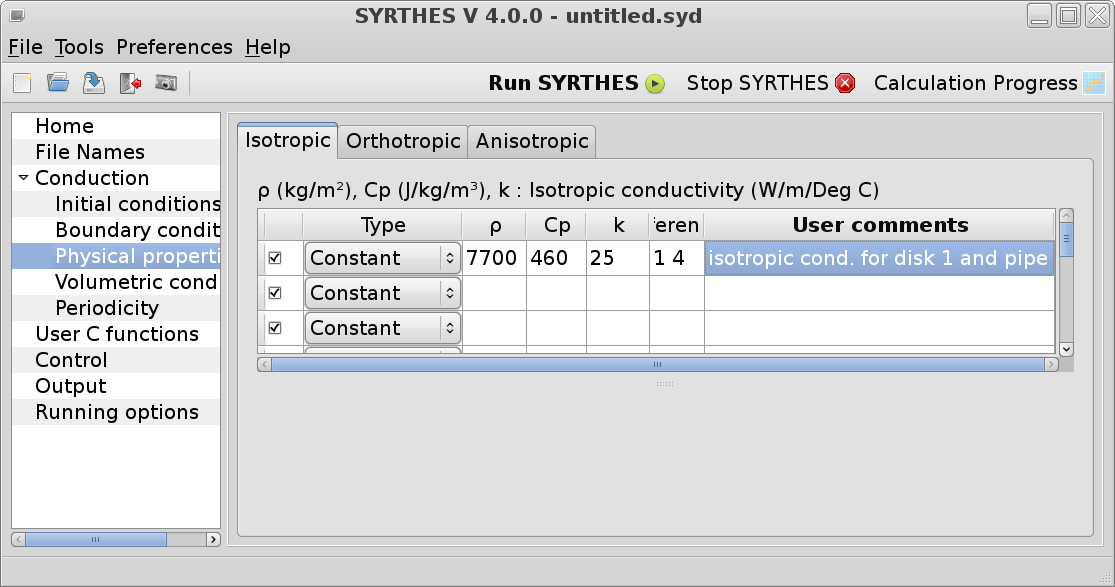 SYRTHES V 4.0.0 - untitled.syd
File Tools Preferences Help
Run SYRTHES Stop SYRTHES Calculation Progress
Home
File Names
Conduction
Initial conditions
Boundary condit
Physical properti
Volumetric cond
Periodicity
User C functions
Control
Output
Running options
Isotropic Orthotropic Anisotropic
ρ (kg/m²), Cp (J/kg/m³), k : Isotropic conductivity (W/m/Deg C)
Type ρ Cp k feren User comments
Constant 7700 460 25 1 4 isotropic cond. for disk 1 and pipe
Constant
Constant